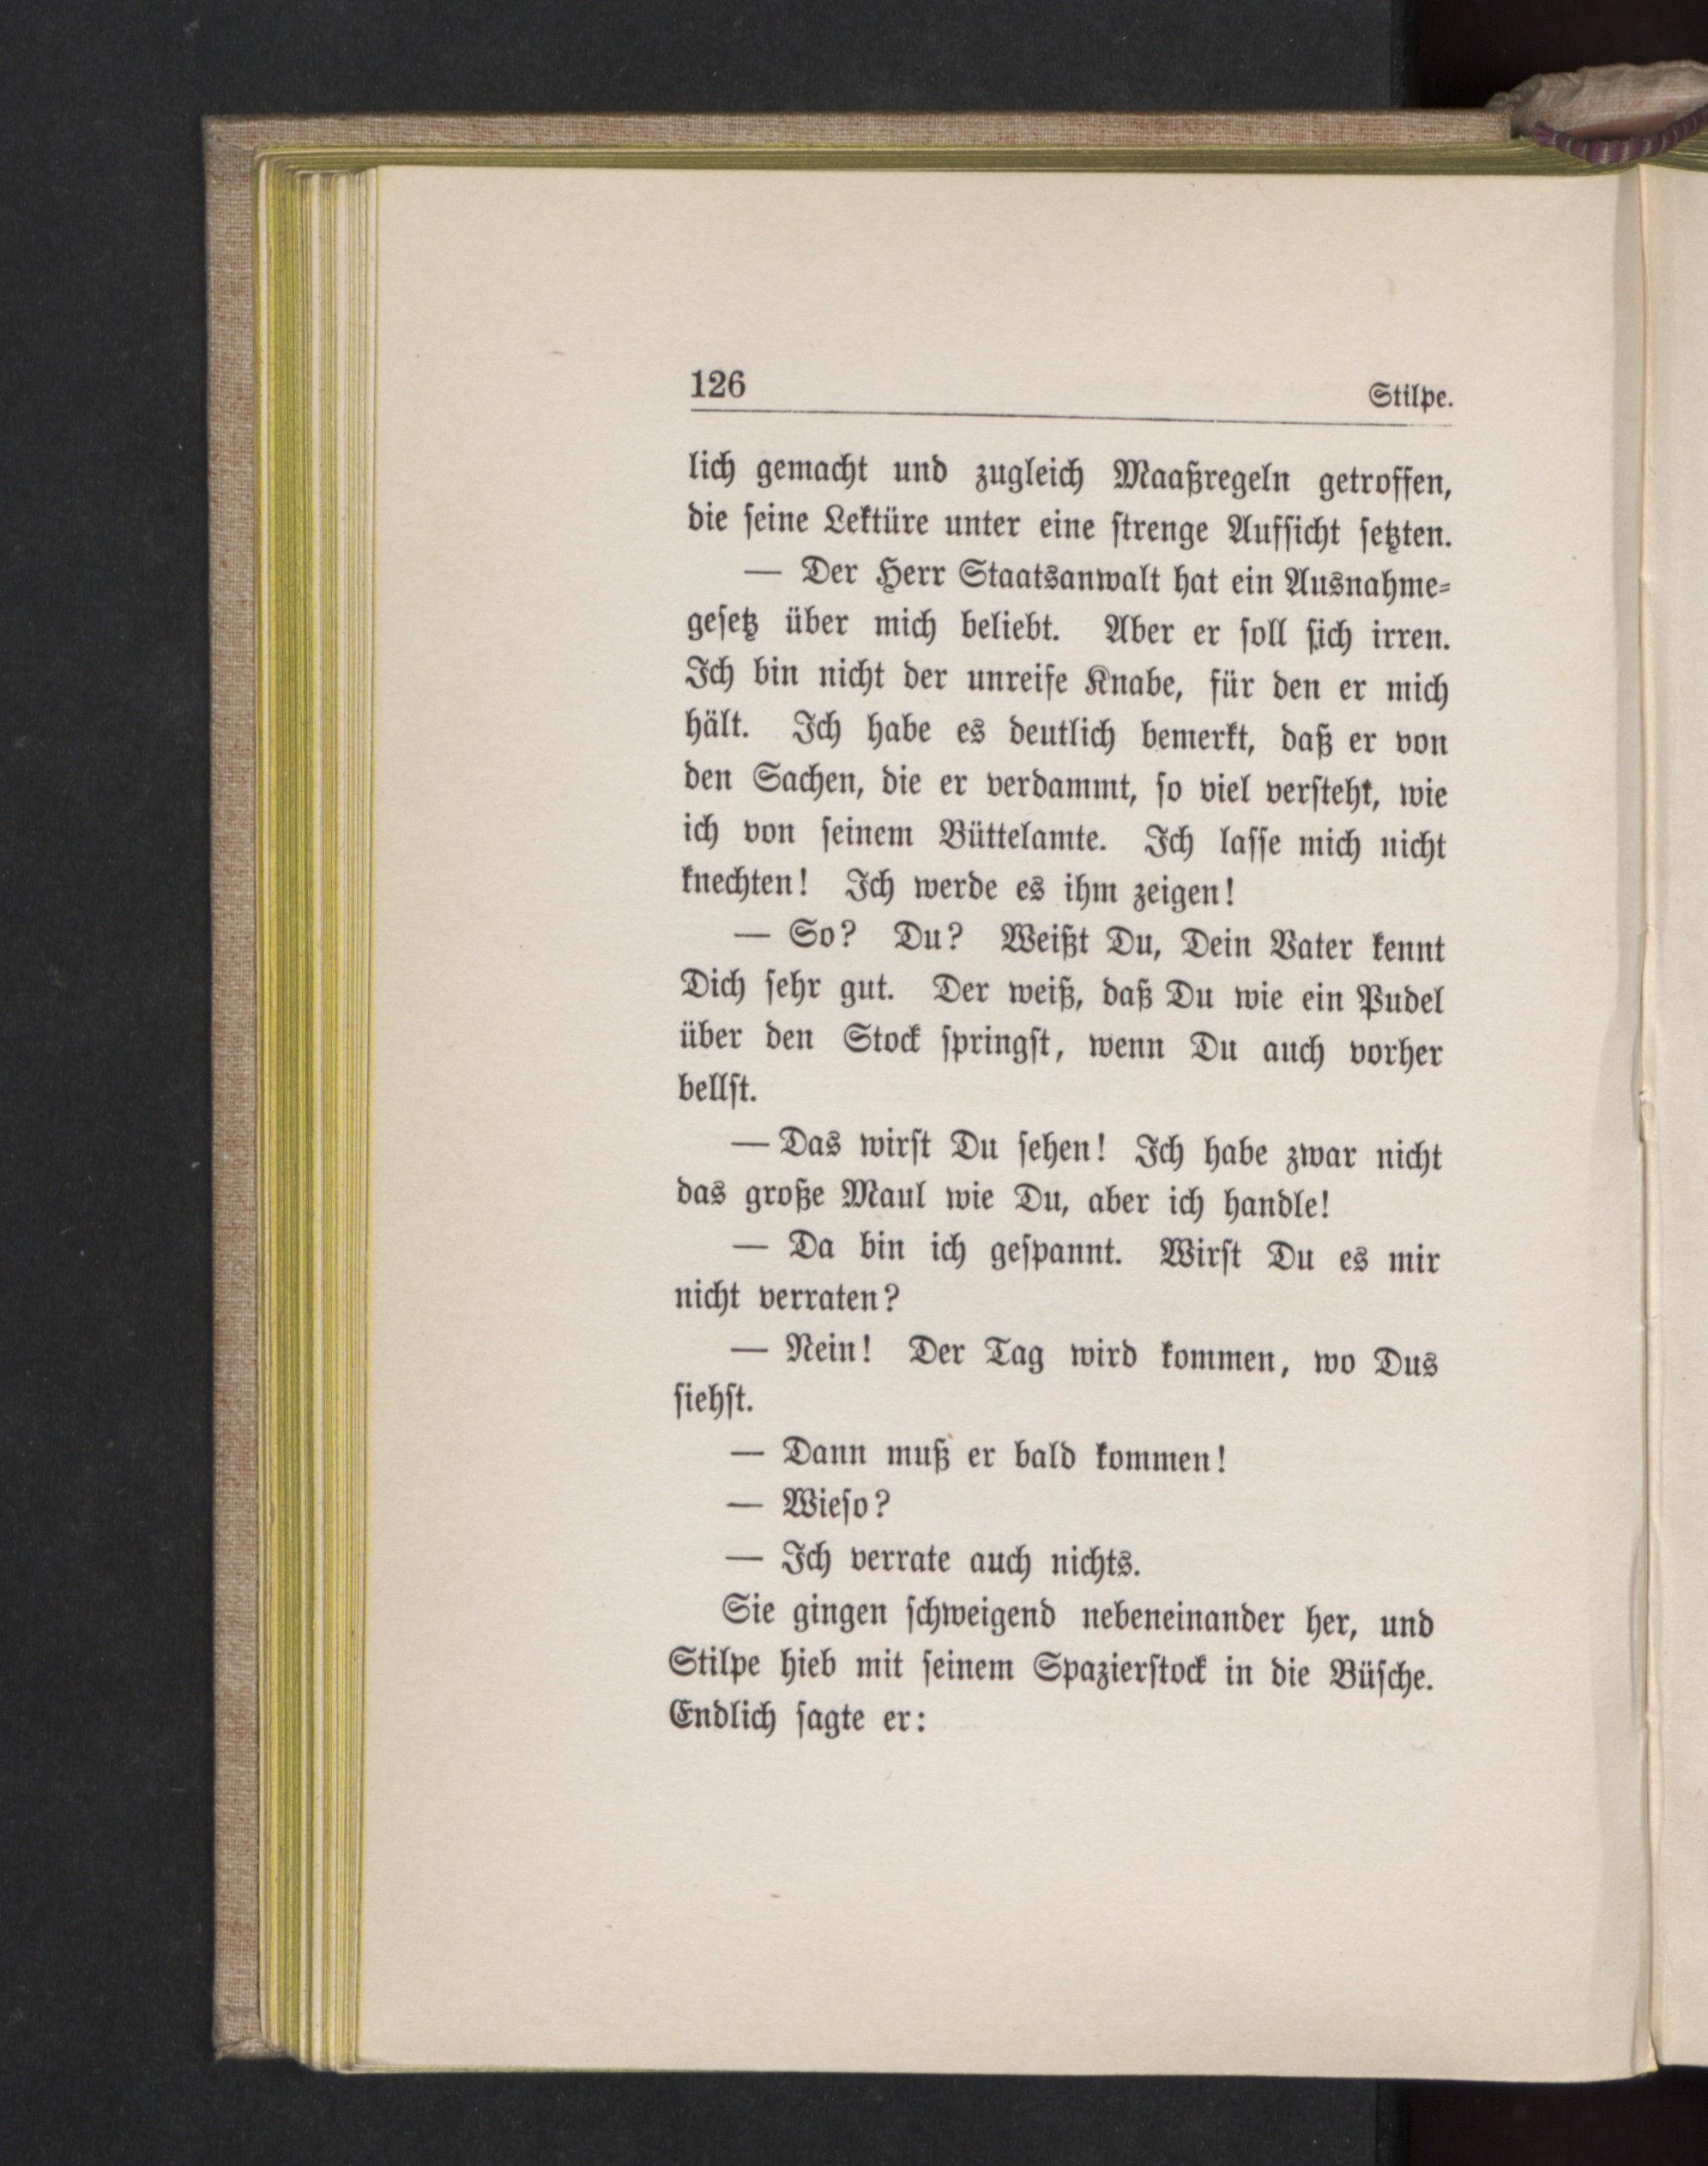 126 Stilpe.
lich gemacht und zugleich Maaßregeln getroffen,
die ſeine Lektüre unter eine ſtrenge Aufſicht ſetzten.
— Der Herr Staatsanwalt hat ein Ausnahme-
geſetz über mich beliebt. Aber er ſoll ſich irren.
Ich bin nicht der unreife Knabe, für den er mich
hält. Ich habe es deutlich bemerkt, daß er von
den Sachen, die er verdammt, ſo viel verſteht, wie
ich von ſeinem Büttelamte. Ich laſſe mich nicht
knechten! Ich werde es ihm zeigen!
— So? Du? Weißt Du, Dein Vater kennt
Dich ſehr gut. Der weiß, daß Du wie ein Pudel
über den Stock ſpringſt, wenn Du auch vorher
bellſt.
— Das wirſt Du ſehen! Ich habe zwar nicht
das große Maul wie Du, aber ich handle!
— Da bin ich geſpannt. Wirſt Du es mir
nicht verraten?
— Nein! Der Tag wird kommen, wo Dus
ſiehſt.
— Dann muß er bald kommen!
— Wieſo?
— Ich verrate auch nichts.
Sie gingen ſchweigend nebeneinander her, und
Stilpe hieb mit ſeinem Spazierſtock in die Büſche.
Endlich ſagte er: